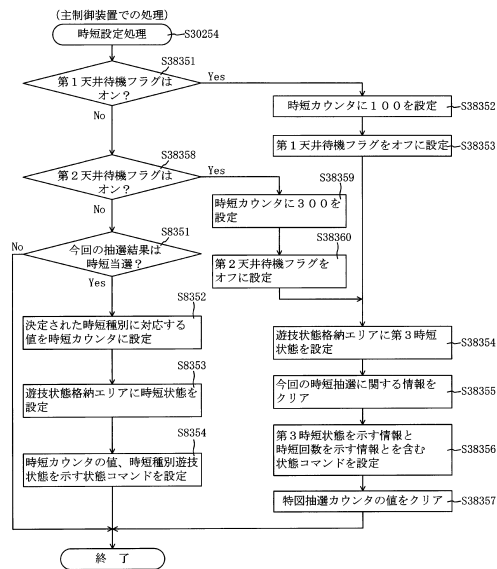 (主制御装置での処理)
時短設定処理
S30254
S38351
第1天井待機フラグは
オン?
Yes
No
時短カウンタに100を設定
S38352
第1天井待機フラグをオフに設定
S38353
S38358
第2天井待機フラグは
オン?
Yes
No
S38359
時短カウンタに300を
設定
S38360
第2天井待機フラグを
オフに設定
S8351
今回の抽選結果は
時短当選?
No
Yes
S8352
決定された時短種別に対応する
値を時短カウンタに設定
S8353
遊技状態格納エリアに時短状態を
設定
S8354
時短カウンタの値、時短種別遊技
状態を示す状態コマンドを設定
遊技状態格納エリアに第3時短
状態を設定
S38354
今回の時短抽選に関する情報を
クリア
S38355
第3時短状態を示す情報と
時短回数を示す情報とを含む
状態コマンドを設定
S38356
特図抽選カウンタの値をクリア
S38357
終 了